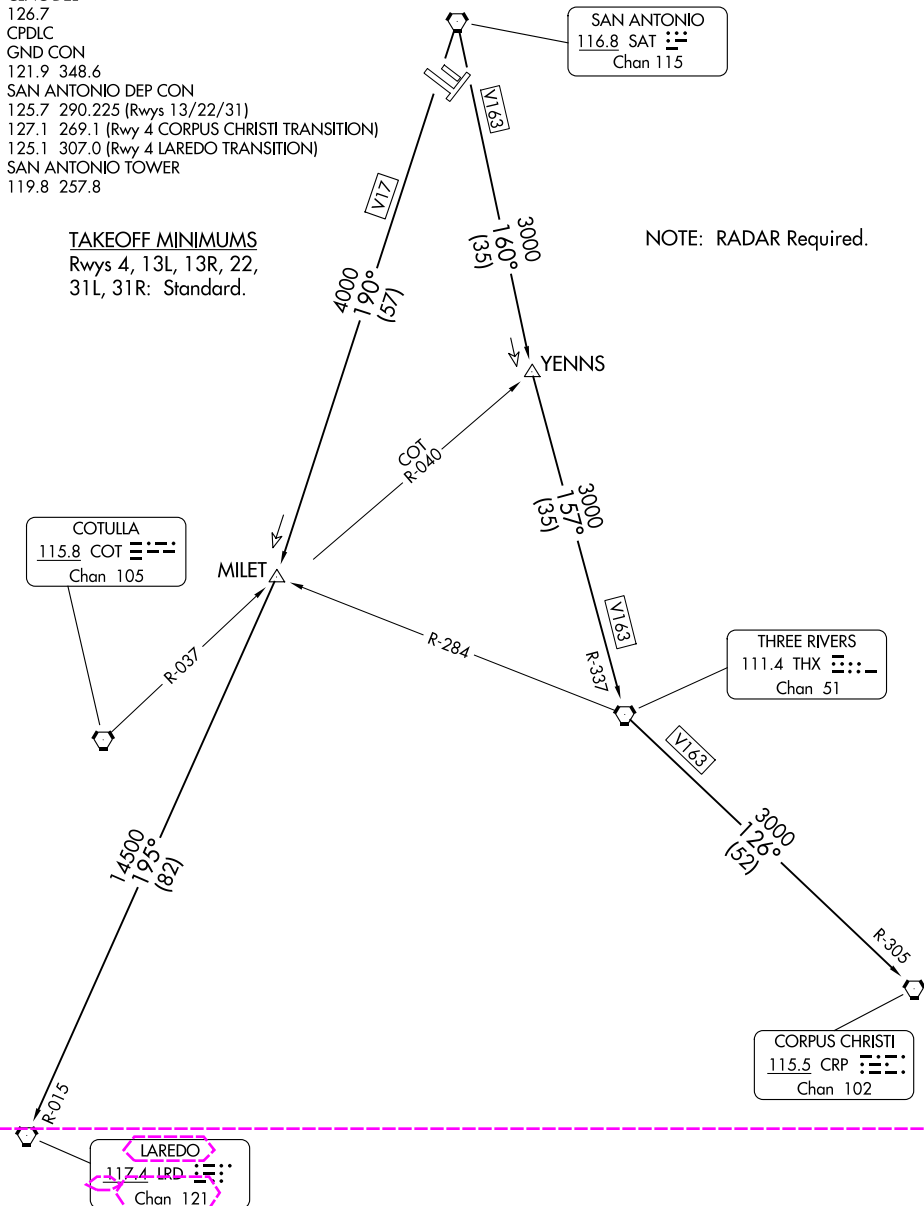 126.7
CPDLC
GND CON
121.9 348.6
SAN ANTONIO DEP CON
125.7 290.225 (Rwys 13/22/31)
127.1 269.1 (Rwy 4 CORPUS CHRISTI TRANSITION)
125.1 307.0 (Rwy 4 LAREDO TRANSITION)
SAN ANTONIO TOWER
119.8 257.8
SAN ANTONIO
116.8 SAT
Chan 115
TAKEOFF MINIMUMS
Rwys 4, 13L, 13R, 22,
31L, 31R: Standard.
NOTE: RADAR Required.
V17
V163
4000
190°
(57)
3000
160°
(35)
YENNS
COT
R-040
COTULLA
115.8 COT
Chan 105
MILET
R-037
R-284
3000
157°
(35)
V163
R-337
THREE RIVERS
111.4 THX
Chan 51
V163
3000
126°
(52)
14500
195°
(82)
R-305
CORPUS CHRISTI
115.5 CRP
Chan 102
R-015
LAREDO
117.4 LRD
Chan 121